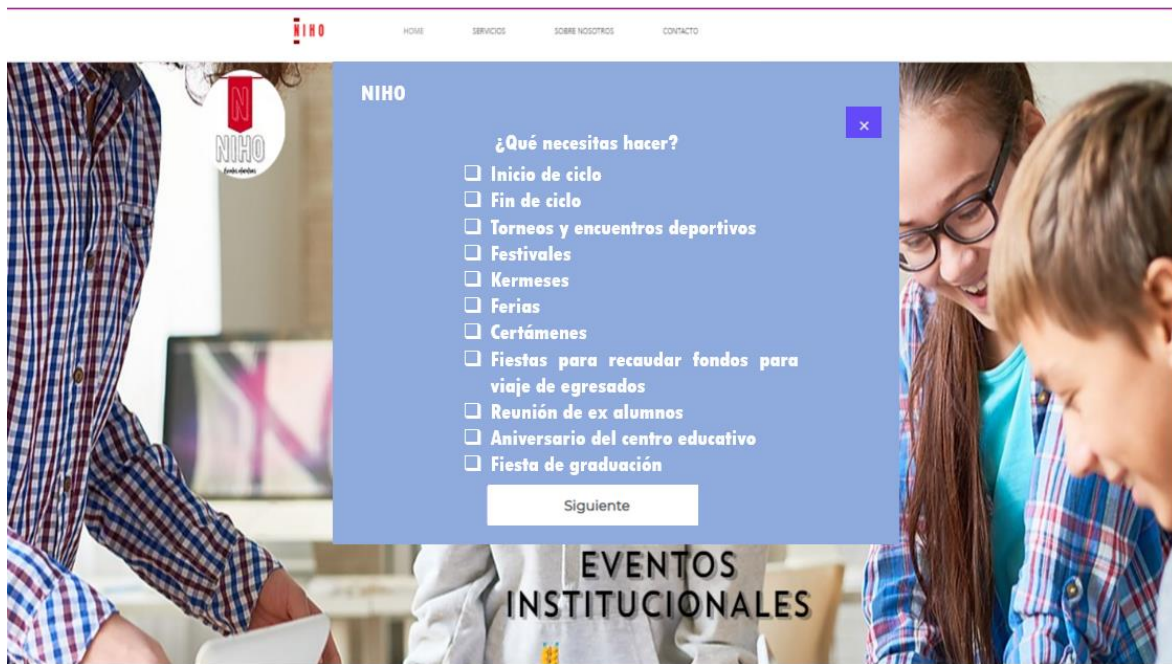 NIHO
HOME
SERVICIOS
SOBRE NOSOTROS
CONTACTO
N
NIHO
NIHO
×
¿Qué necesitas hacer?
❑ Inicio de ciclo
❑ Fin de ciclo
❑ Torneos y encuentros deportivos
❑ Festivales
❑ Kermeses
❑ Ferias
❑ Certámenes
❑ Fiestas para recaudar fondos para
viaje de egresados
❑ Reunión de ex alumnos
❑ Aniversario del centro educativo
❑ Fiesta de graduación
Siguiente
EVENTOS
INSTITUCIONALES